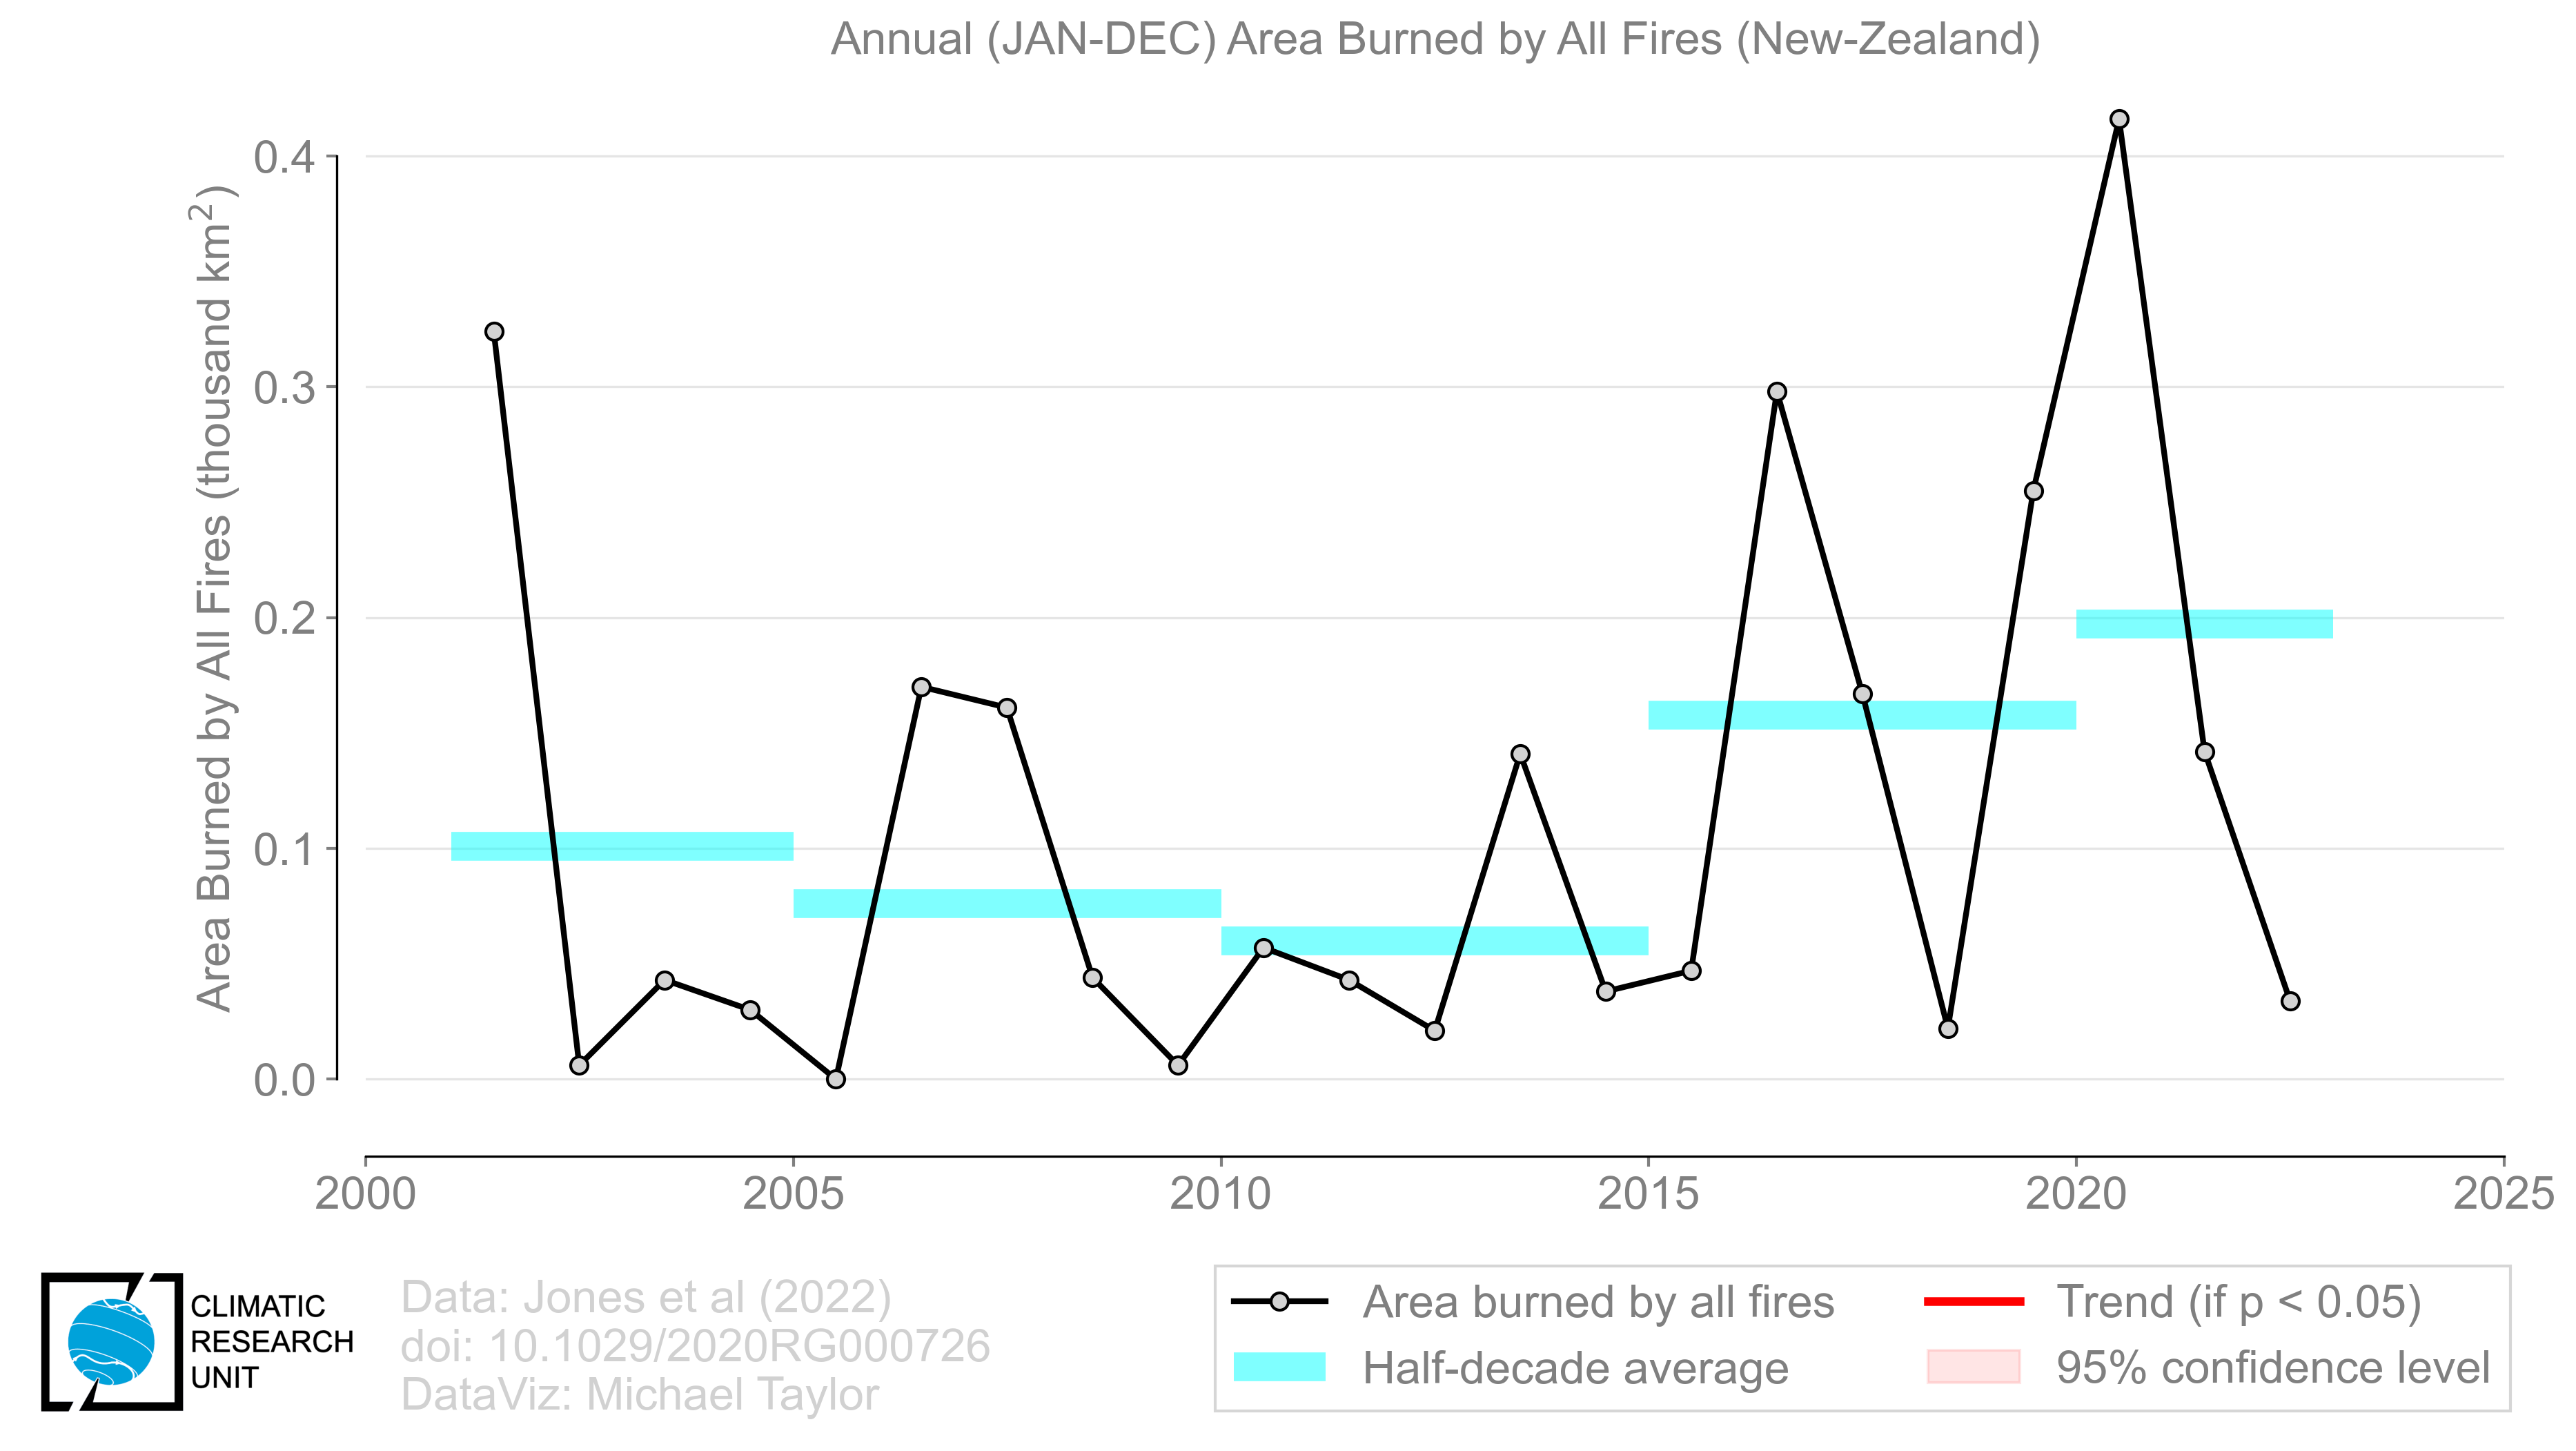 Annual (JAN-DEC) Area Burned by All Fires (New-Zealand)
Area Burned by All Fires (thousand km²)
0.4
0.3
0.2
0.1
0.0
2000 2005 2010 2015 2020 2025
CLIMATIC
RESEARCH
UNIT
Data: Jones et al (2022)
doi: 10.1029/2020RG000726
DataViz: Michael Taylor
Area burned by all fires
Half-decade average
Trend (if p < 0.05)
95% confidence level